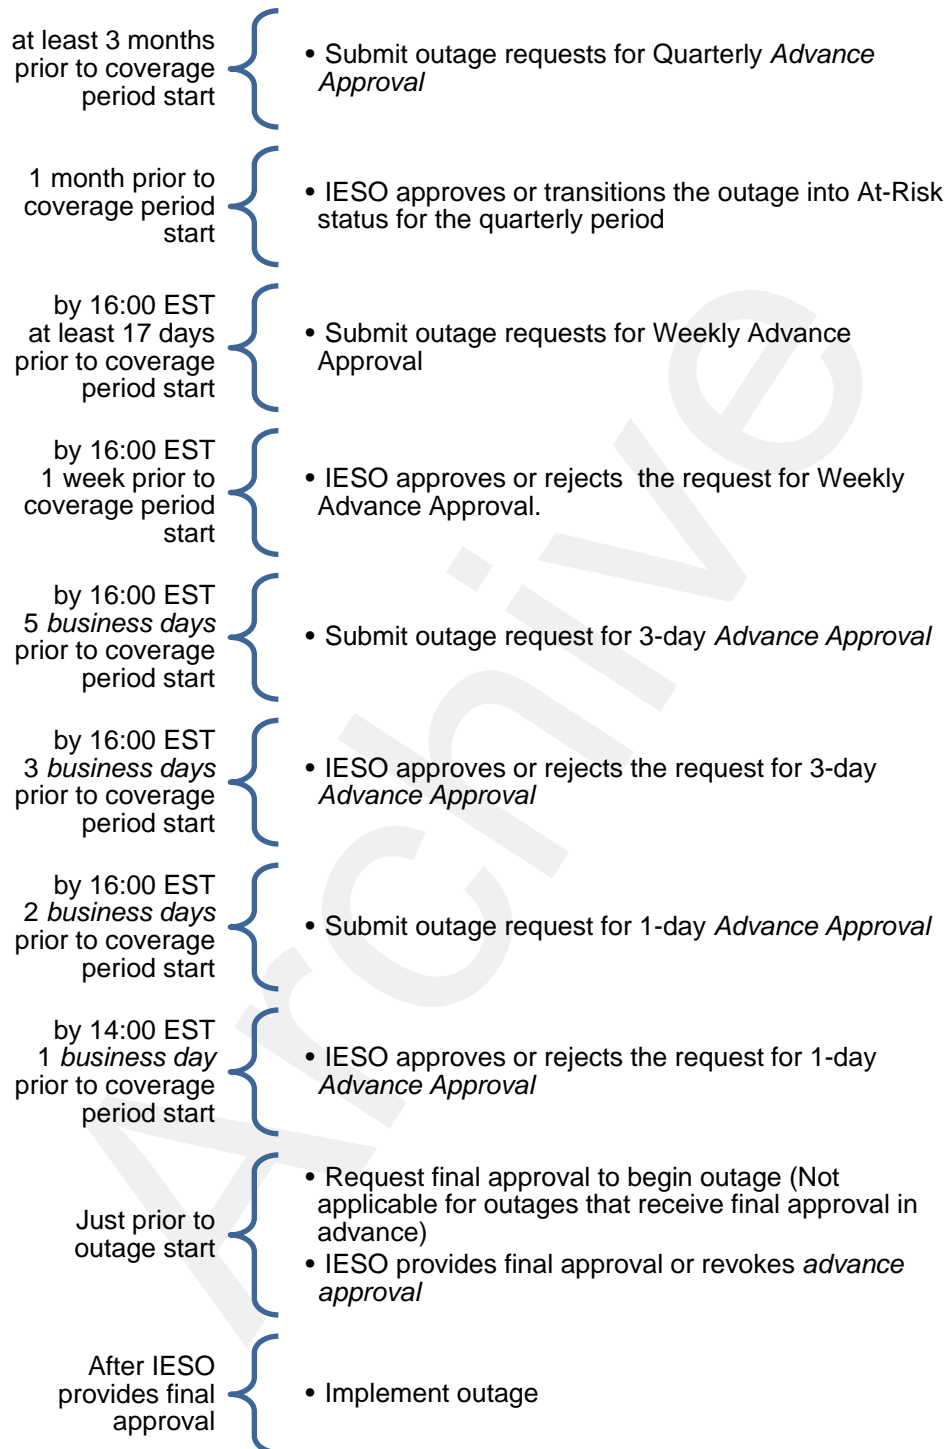 at least 3 months
prior to coverage
period start
• Submit outage requests for Quarterly Advance
Approval
1 month prior to
coverage period
start
• IESO approves or transitions the outage into At-Risk
status for the quarterly period
by 16:00 EST
at least 17 days
prior to coverage
period start
• Submit outage requests for Weekly Advance
Approval
by 16:00 EST
1 week prior to
coverage period
start
• IESO approves or rejects  the request for Weekly
Advance Approval.
by 16:00 EST
5 business days
prior to coverage
period start
• Submit outage request for 3-day Advance Approval
by 16:00 EST
3 business days
prior to coverage
period start
• IESO approves or rejects the request for 3-day
Advance Approval
by 16:00 EST
2 business days
prior to coverage
period start
• Submit outage request for 1-day Advance Approval
by 14:00 EST
1 business day
prior to coverage
period start
• IESO approves or rejects the request for 1-day
Advance Approval
Just prior to
outage start
• Request final approval to begin outage (Not
applicable for outages that receive final approval in
advance)
• IESO provides final approval or revokes advance
approval
After IESO
provides final
approval
• Implement outage
Archive